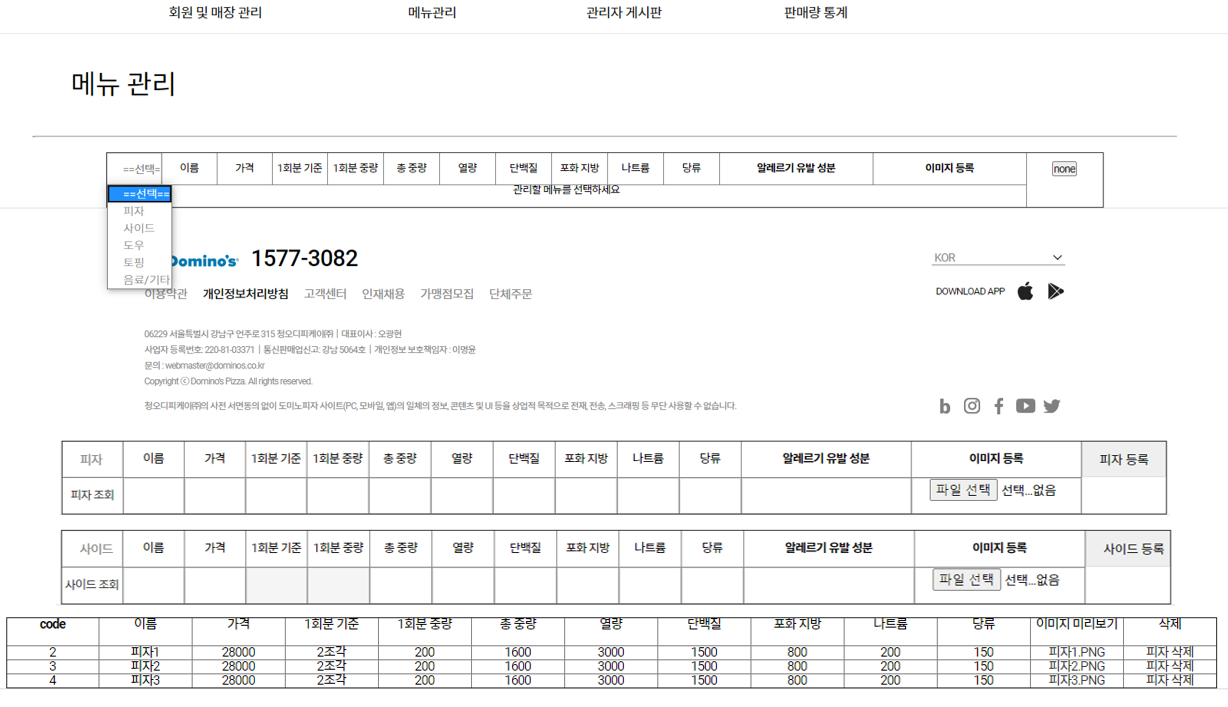 회원 및 매장 관리 메뉴관리 관리자 게시판 판매량 통계
메뉴 관리
==선택= 이름 가격 1회분 기준 1회분 중량 총 중량 열량 단백질 포화 지방 나트륨 당류 알레르기 유발 성분 이미지 등록 none
관리할 메뉴를 선택하세요
==선택==
피자
사이드
도우
토핑
음료/기타
Domino's 1577-3082 KOR
이용약관 개인정보처리방침 고객센터 인재채용 가맹점모집 단체주문 DOWNLOAD APP
06229 서울특별시 강남구 언주로 315 청오디피케이㈜ | 대표이사 : 오광현
사업자 등록번호: 220-81-03371 | 통신판매업신고: 강남 5064호 | 개인정보 보호책임자 : 이명윤
문의 : webmaster@dominos.co.kr
Copyright ⓒ Domino's Pizza. All rights reserved.
청오디피케이㈜의 사전 서면동의 없이 도미노피자 사이트(PC, 모바일, 앱)의 일체의 정보, 콘텐츠 및 UI 등을 상업적 목적으로 전재, 전송, 스크래핑 등 무단 사용할 수 없습니다.
피자 이름 가격 1회분 기준 1회분 중량 총 중량 열량 단백질 포화 지방 나트륨 당류 알레르기 유발 성분 이미지 등록 피자 등록
피자 조회 파일 선택 선택...없음
사이드 이름 가격 1회분 기준 1회분 중량 총 중량 열량 단백질 포화 지방 나트륨 당류 알레르기 유발 성분 이미지 등록 사이드 등록
사이드 조회 파일 선택 선택...없음
code 이름 가격 1회분 기준 1회분 중량 총 중량 열량 단백질 포화 지방 나트륨 당류 이미지 미리보기 삭제
2 피자1 28000 2조각 200 1600 3000 1500 800 200 150 피자1.PNG 피자 삭제
3 피자2 28000 2조각 200 1600 3000 1500 800 200 150 피자2.PNG 피자 삭제
4 피자3 28000 2조각 200 1600 3000 1500 800 200 150 피자3.PNG 피자 삭제